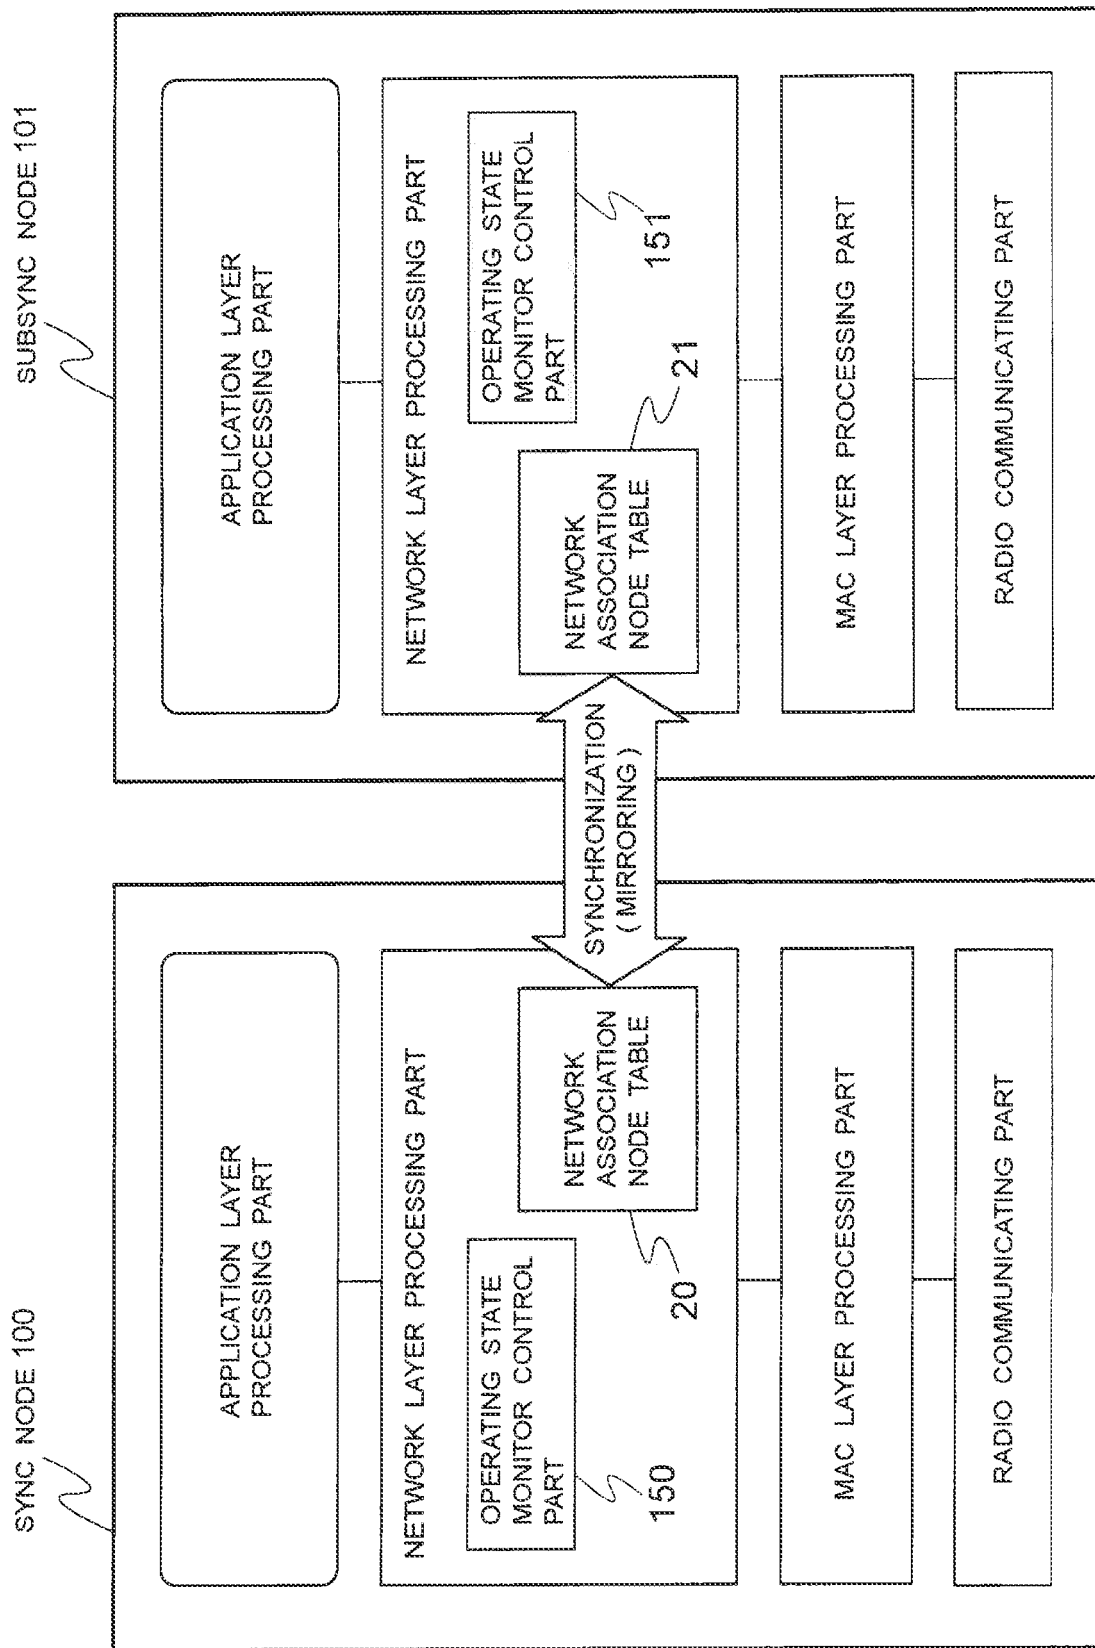 SYNC NODE 100
APPLICATION LAYER
PROCESSING PART
NETWORK LAYER PROCESSING PART
OPERATING STATE
MONITOR CONTROL
PART
150
NETWORK
ASSOCIATION
NODE TABLE
20
MAC LAYER PROCESSING PART
RADIO COMMUNICATING PART
SYNCHRONIZATION
( MIRRORING )
SUBSYNC NODE 101
APPLICATION LAYER
PROCESSING PART
NETWORK LAYER PROCESSING PART
NETWORK
ASSOCIATION
NODE TABLE
21
OPERATING STATE
MONITOR CONTROL
PART
151
MAC LAYER PROCESSING PART
RADIO COMMUNICATING PART